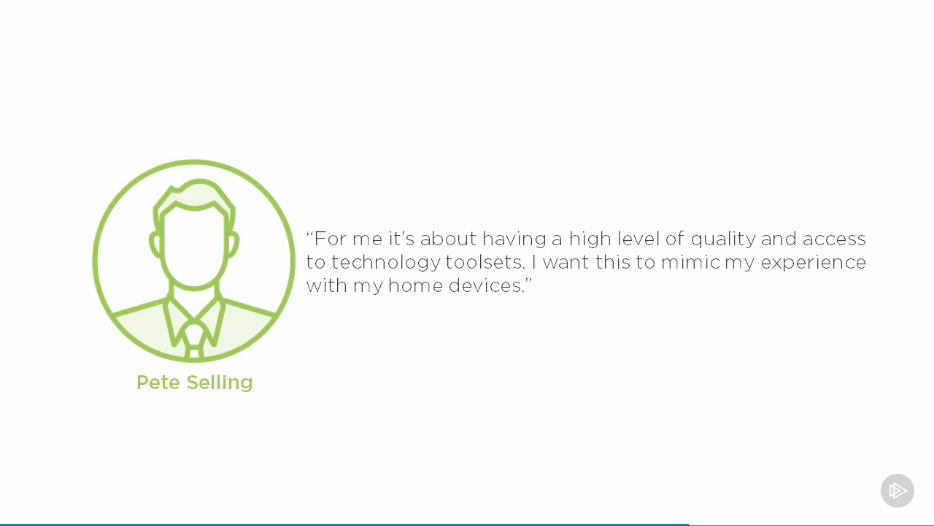 “For me it’s about having a high level of quality and access
to technology toolsets. I want this to mimic my experience
with my home devices.”
Pete Selling